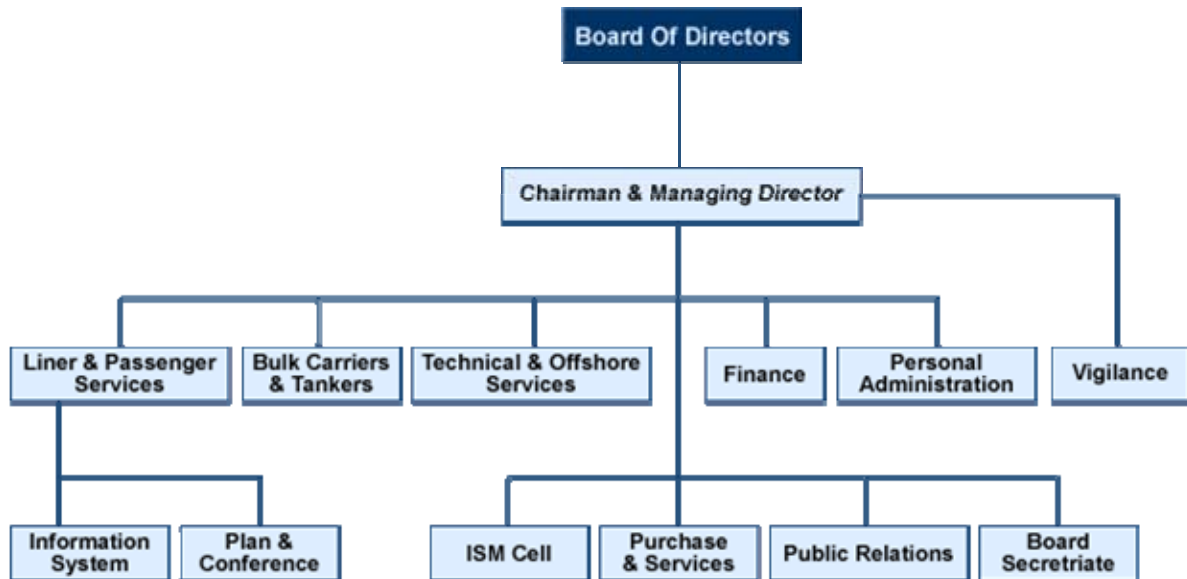 Board Of Directors
Chairman & Managing Director
Liner & Passenger
Services
Bulk Carriers
& Tankers
Technical & Offshore
Services
Finance
Personal
Administration
Vigilance
Information
System
Plan &
Conference
ISM Cell
Purchase
& Services
Public Relations
Board
Secretriate